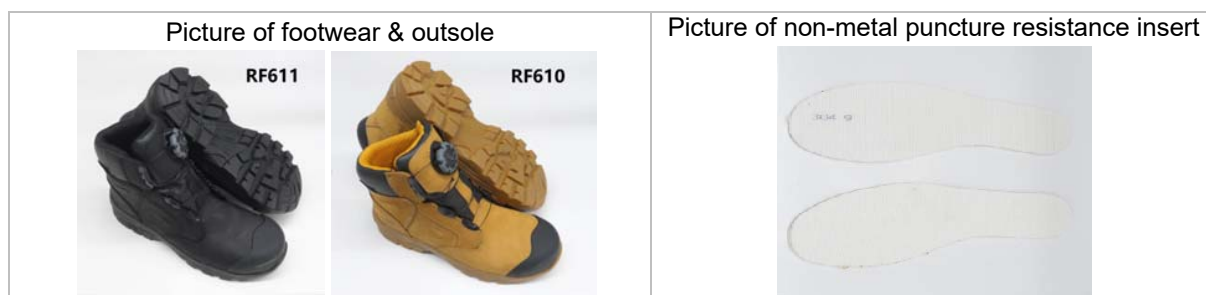 Picture of footwear & outsole
Picture of non-metal puncture resistance insert
RF611
RF610